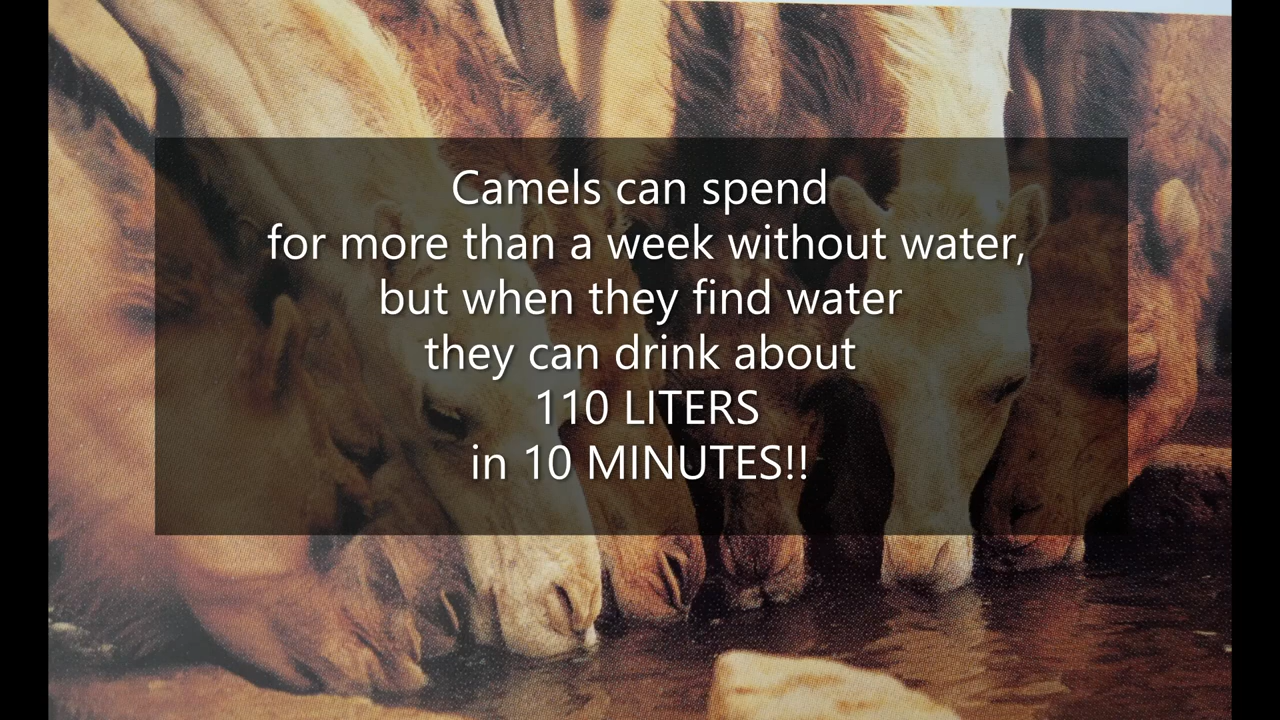 Camels can spend
for more than a week without water,
but when they find water
they can drink about
110 LITERS
in 10 MINUTES!!